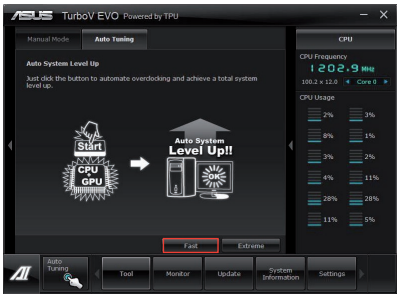 ASUS TurboV EVO Powered by TPU
Manual Mode
Auto Tuning
CPU
Auto System Level Up
Just click the button to automate overclocking and achieve a total system
level up.
CPU Frequency
1202.9 MHz
100.2 x 12.0
Core 0
CPU Usage
2%
3%
8%
1%
3%
2%
4%
11%
28%
28%
11%
5%
Start
CPU
GPU
Auto System
Level Up!!
OK
Fast
Extreme
AI
Auto
Tuning
Tool
Monitor
Update
System
Information
Settings